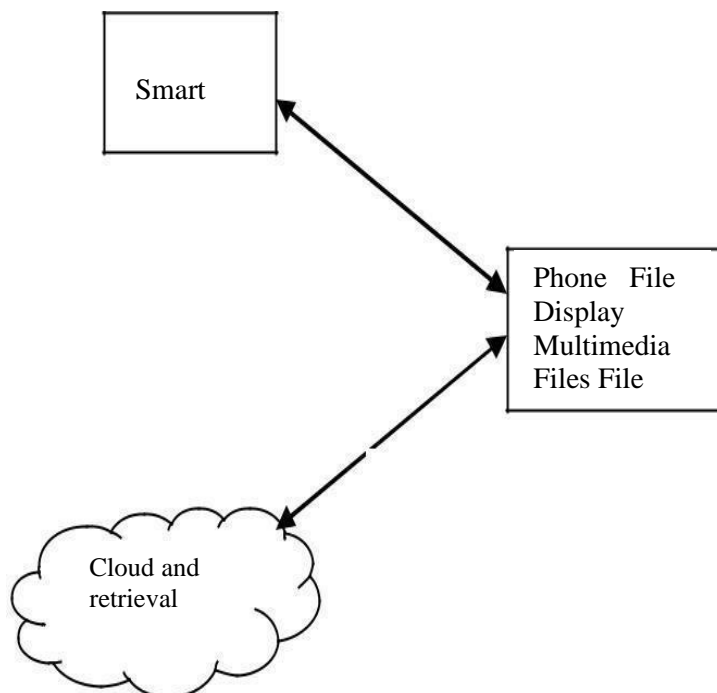 Smart
Phone File
Display
Multimedia
Files File
Cloud and
retrieval